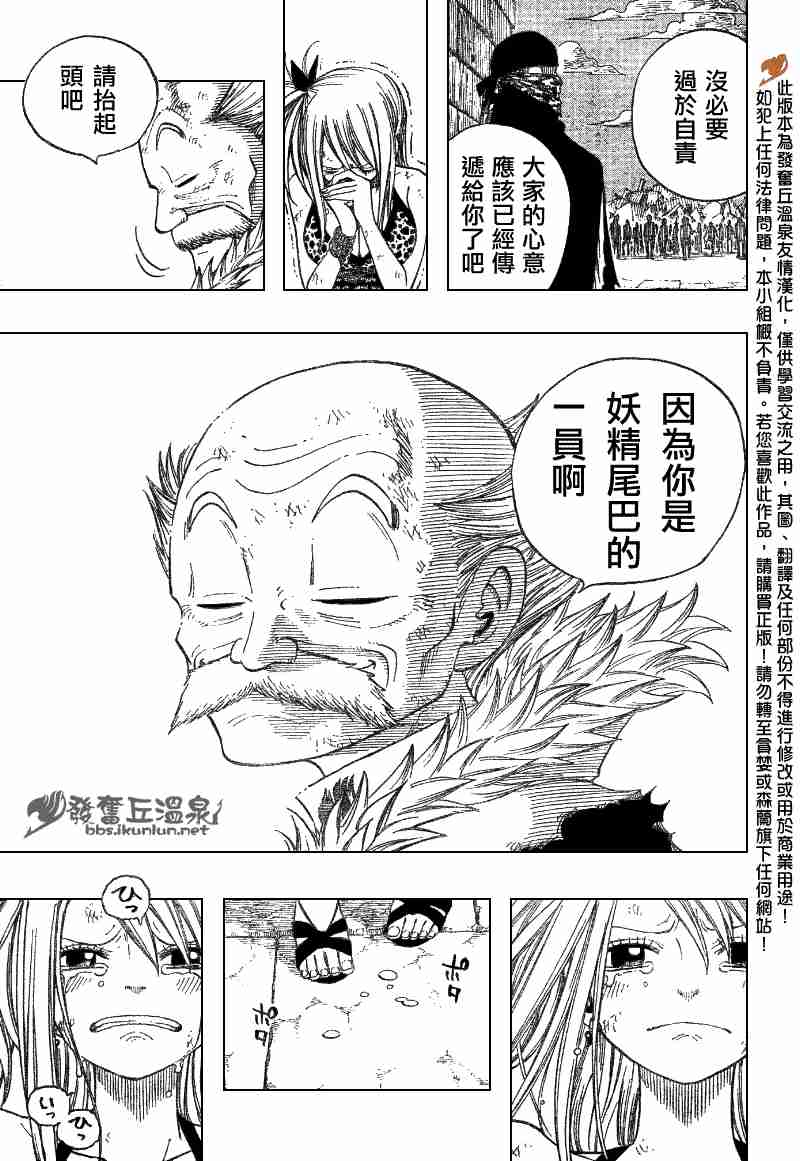 沒必要
過於自責
大家的心意
應該已經傳
遞給你了吧
請抬起
頭吧
因為你是
妖精尾巴的
一員啊
發奮丘溫泉
bbs.ikunlun.net
ポロ
ポロ
ひっ
いっ
ひっ
此版本為發奮丘溫泉友情漢化，僅供學習交流之用，其圖、翻譯及任何部份不得進行修改或用於商業用途！
如犯上任何法律問題，本小組概不負責。若您喜歡此作品，請購買正版！請勿轉至貪婪或森蘭旗下任何網站！